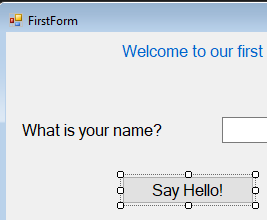 FirstForm
Welcome to our first
What is your name?
Say Hello!